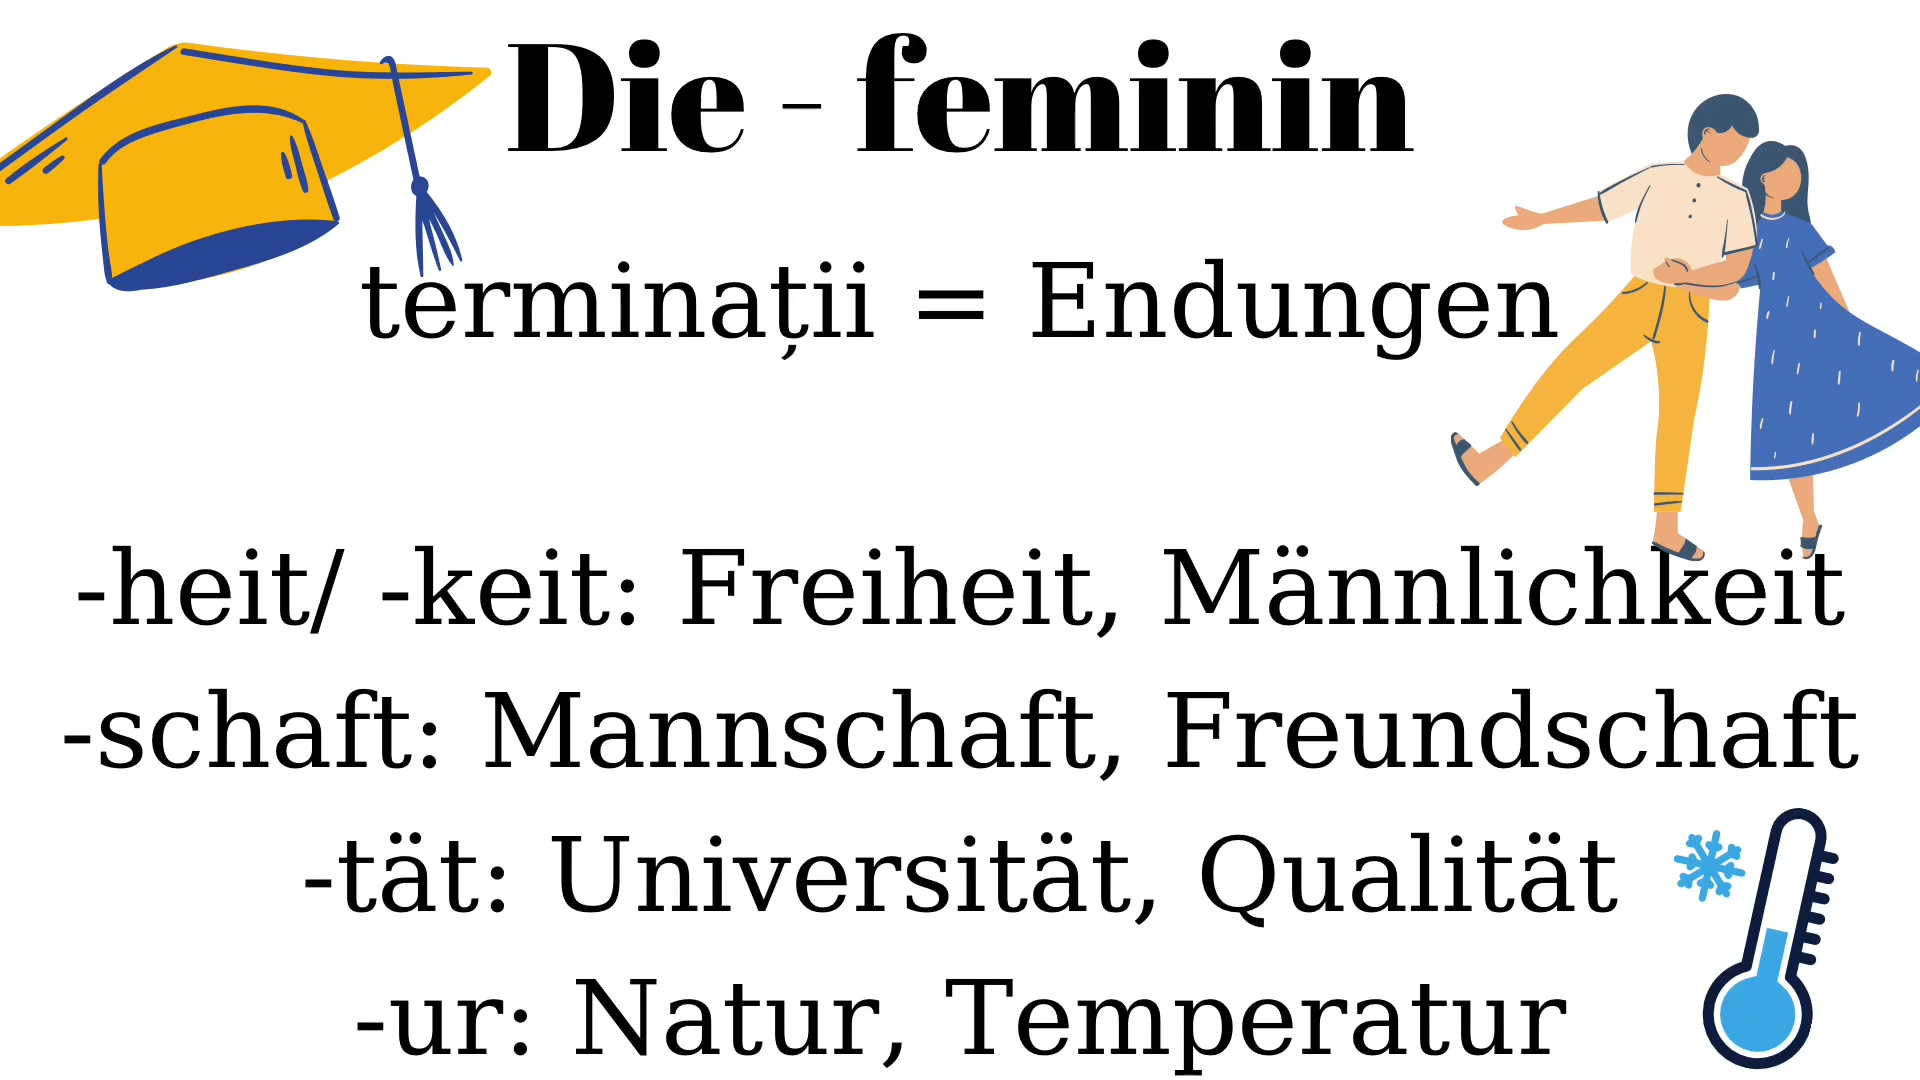 Die - feminin
terminații = Endungen
-heit/ -keit: Freiheit, Männlichkeit
-schaft: Mannschaft, Freundschaft
-tät: Universität, Qualität
-ur: Natur, Temperatur